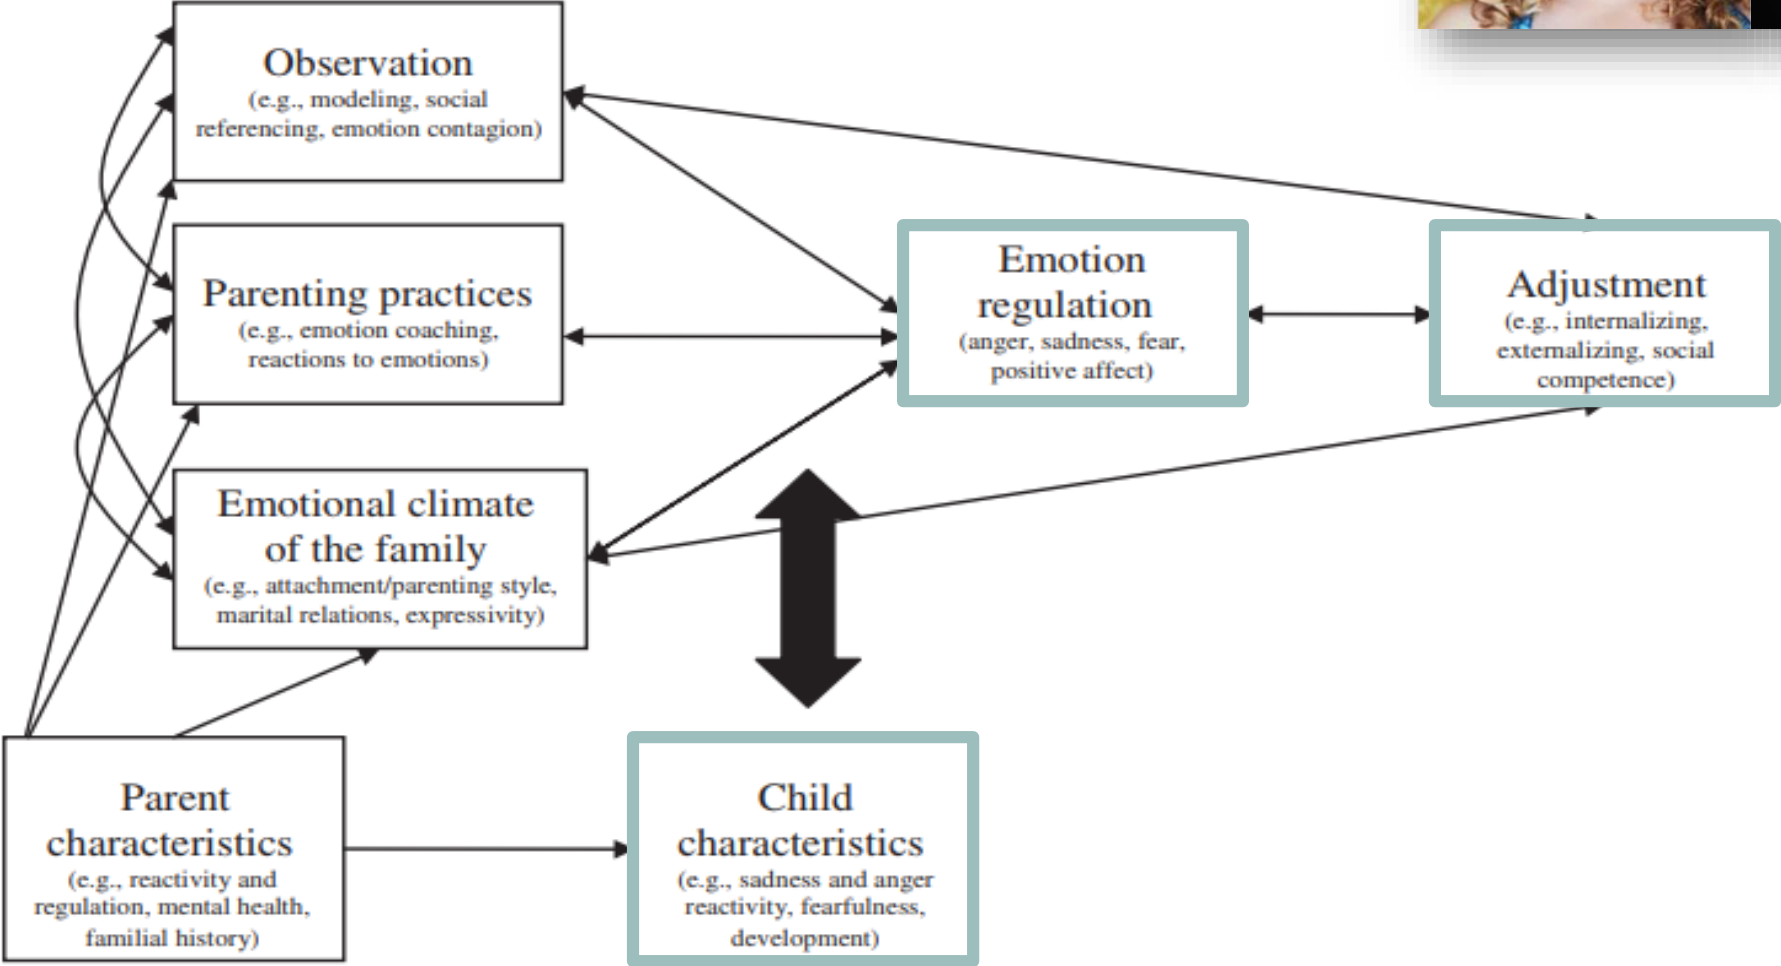 Observation
(e.g., modeling, social
referencing, emotion contagion)
Parenting practices
(e.g., emotion coaching,
reactions to emotions)
Emotional climate
of the family
(e.g., attachment/parenting style,
marital relations, expressivity)
Emotion
regulation
(anger, sadness, fear,
positive affect)
Adjustment
(e.g., internalizing,
externalizing, social
competence)
Parent
characteristics
(e.g., reactivity and
regulation, mental health,
familial history)
Child
characteristics
(e.g., sadness and anger
reactivity, fearfulness,
development)